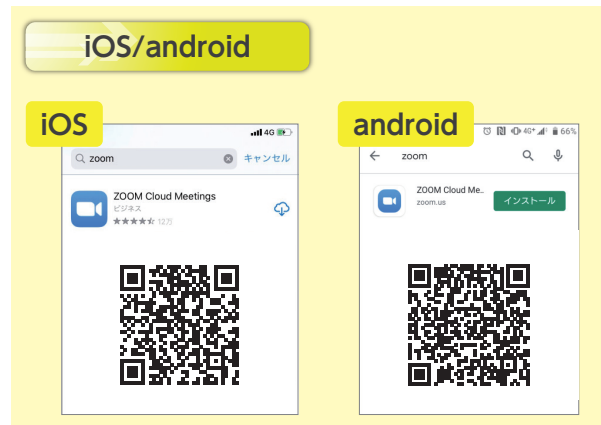 iOS/android
iOS
4G
zoom
キャンセル
ZOOM Cloud Meetings
ビジネス
★★★★☆ 12万
android
4G+ 66%
zoom
ZOOM Cloud Me..
zoom.us
インストール